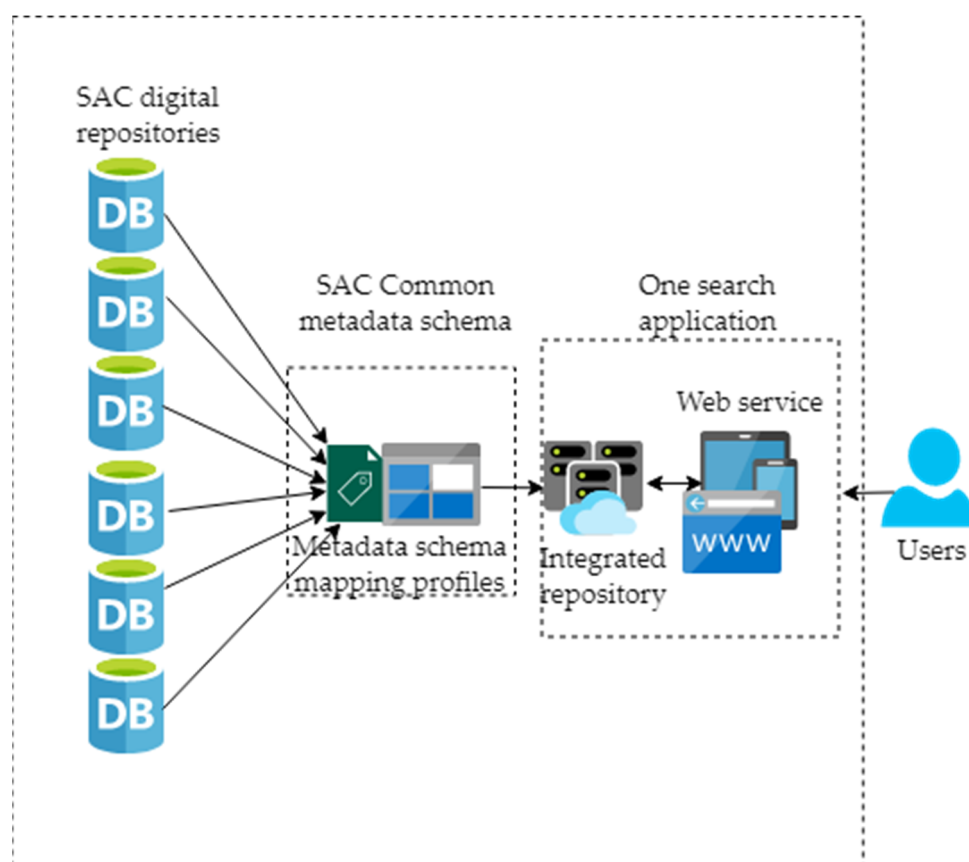 SAC digital
repositories
DB
DB
DB
DB
DB
DB
SAC Common
metadata schema
Metadata schema
mapping profiles
One search
application
Web service
www
Integrated
repository
Users